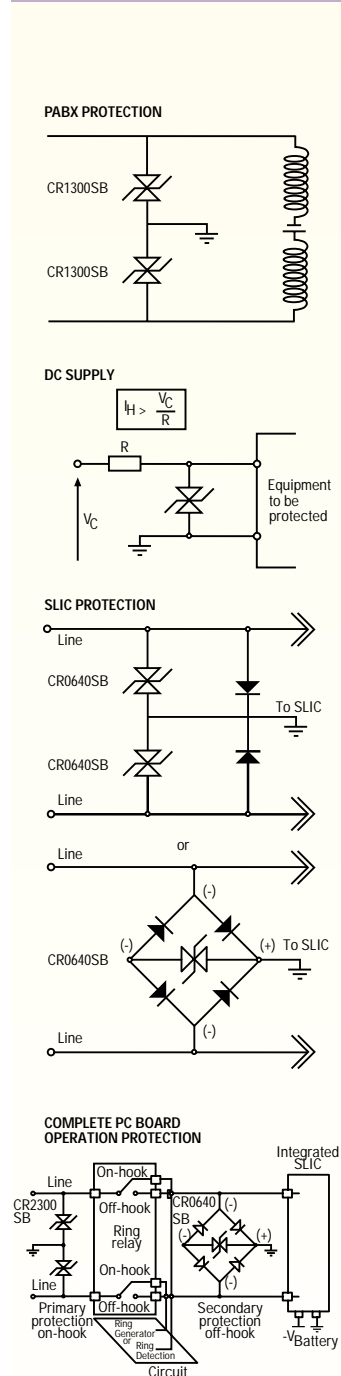 PABX PROTECTION
CR1300SB
CR1300SB
DC SUPPLY
IH > VC
R
R
VC
Equipment
to be
protected
SLIC PROTECTION
Line
CR0640SB
To SLIC
CR0640SB
Line
or
Line
(-)
(-)
(+) To SLIC
CR0640SB
(-)
Line
COMPLETE PC BOARD
OPERATION PROTECTION
Integrated
SLIC
On-hook
Line
CR2300
SB
Off-hook
CR0640
SB
(-)
(-)
(+)
Ring
relay
On-hook
(-)
Line
Off-hook
Primary
protection
on-hook
Secondary
protection
off-hook
Ring
Generator
or
Ring
Detection
Circuit
-V Battery